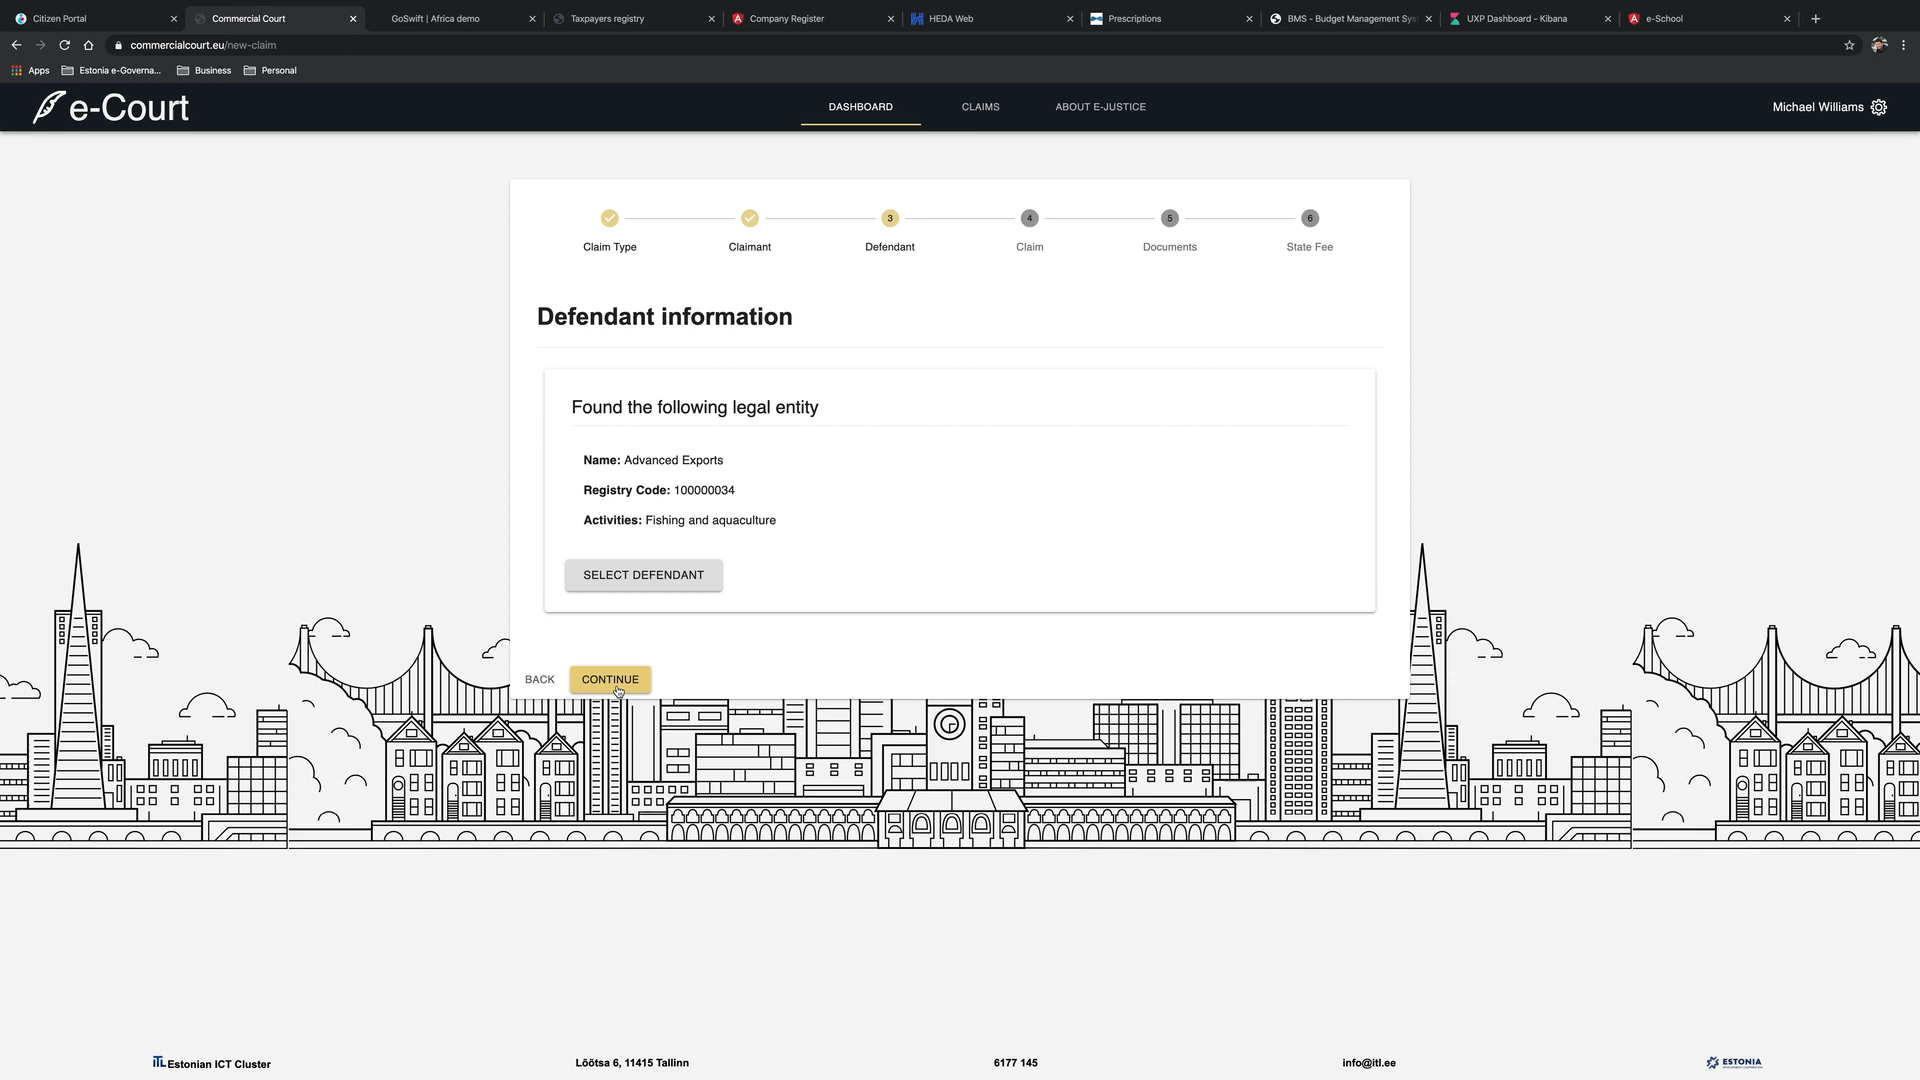 Citizen Portal
Commercial Court
GoSwift | Africa demo
Taxpayers registry
Company Register
HEDA Web
Prescriptions
BMS - Budget Management Sys
UXP Dashboard - Kibana
e-School
commercialcourt.eu/new-claim
Apps
Estonia e-Governa...
Business
Personal
e-Court
DASHBOARD
CLAIMS
ABOUT E-JUSTICE
Michael Williams
3
4
5
6
Claim Type
Claimant
Defendant
Claim
Documents
State Fee
Defendant information
Found the following legal entity
Name: Advanced Exports
Registry Code: 100000034
Activities: Fishing and aquaculture
SELECT DEFENDANT
BACK
CONTINUE
ITL Estonian ICT Cluster
Lõõtsa 6, 11415 Tallinn
6177 145
info@itl.ee
ESTONIA